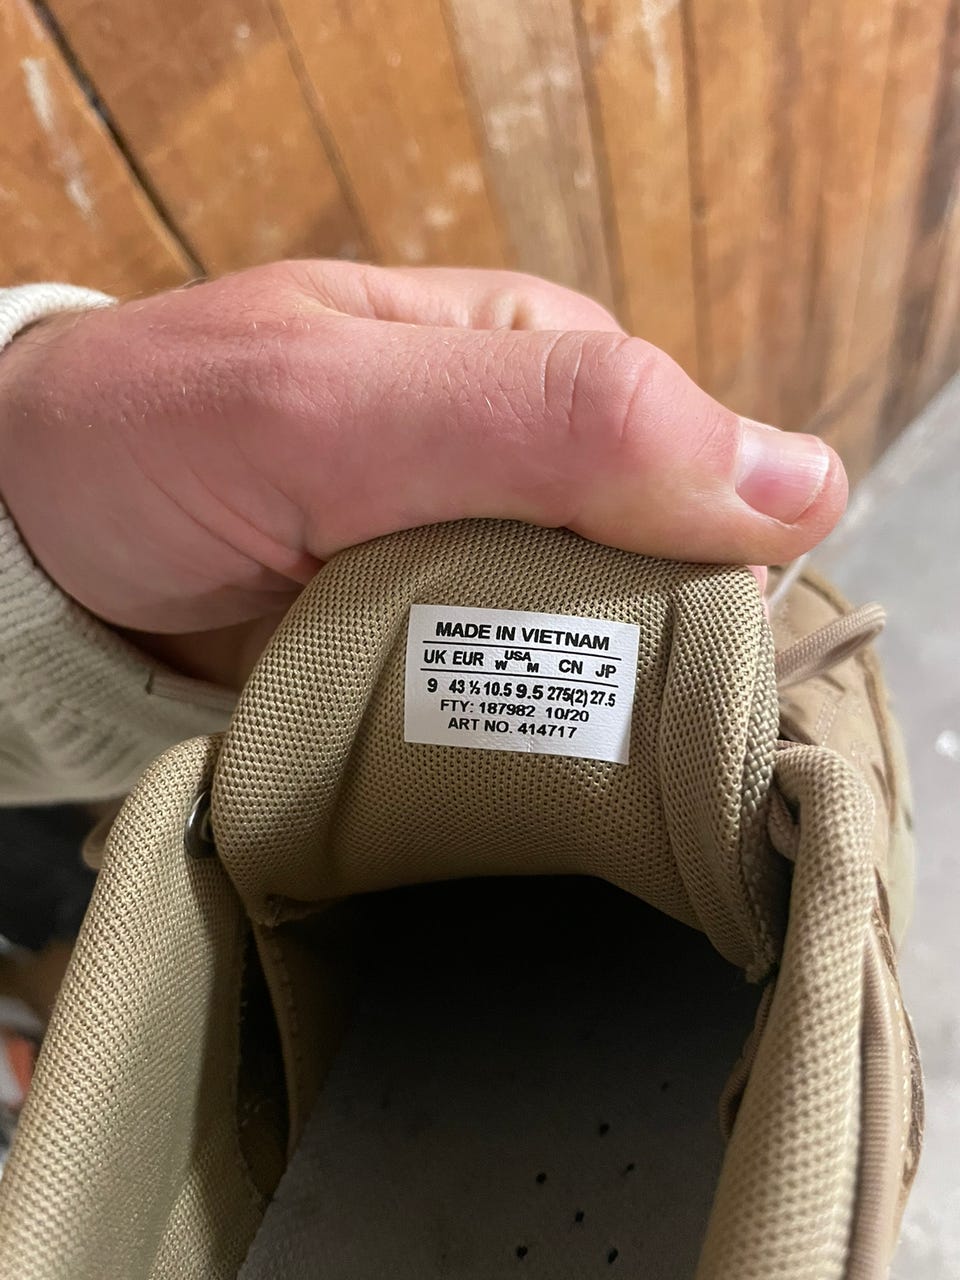 MADE IN VIETNAM
UK EUR USA W M CN JP
9 43 ⅓ 10.5 9.5 275(2) 27.5
FTY: 187982 10/20
ART NO. 414717